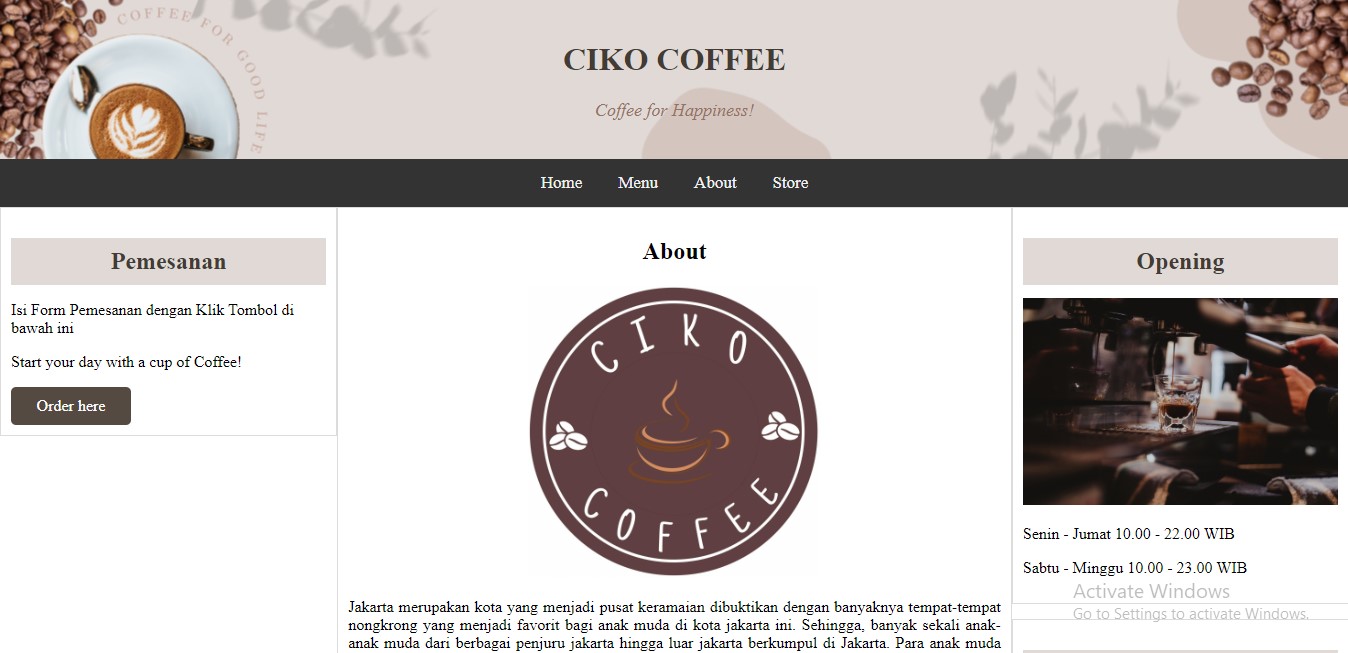 COFFEE FOR GOOD LIFE
CIKO COFFEE
Coffee for Happiness!
Home Menu About Store
Pemesanan
Isi Form Pemesanan dengan Klik Tombol di
bawah ini
Start your day with a cup of Coffee!
Order here
About
CIKO
COFFEE
Jakarta merupakan kota yang menjadi pusat keramaian dibuktikan dengan banyaknya tempat-tempat
nongkrong yang menjadi favorit bagi anak muda di kota jakarta ini. Sehingga, banyak sekali anak-
anak muda dari berbagai penjuru jakarta hingga luar jakarta berkumpul di Jakarta. Para anak muda
Opening
Senin - Jumat 10.00 - 22.00 WIB
Sabtu - Minggu 10.00 - 23.00 WIB
Activate Windows
Go to Settings to activate Windows.